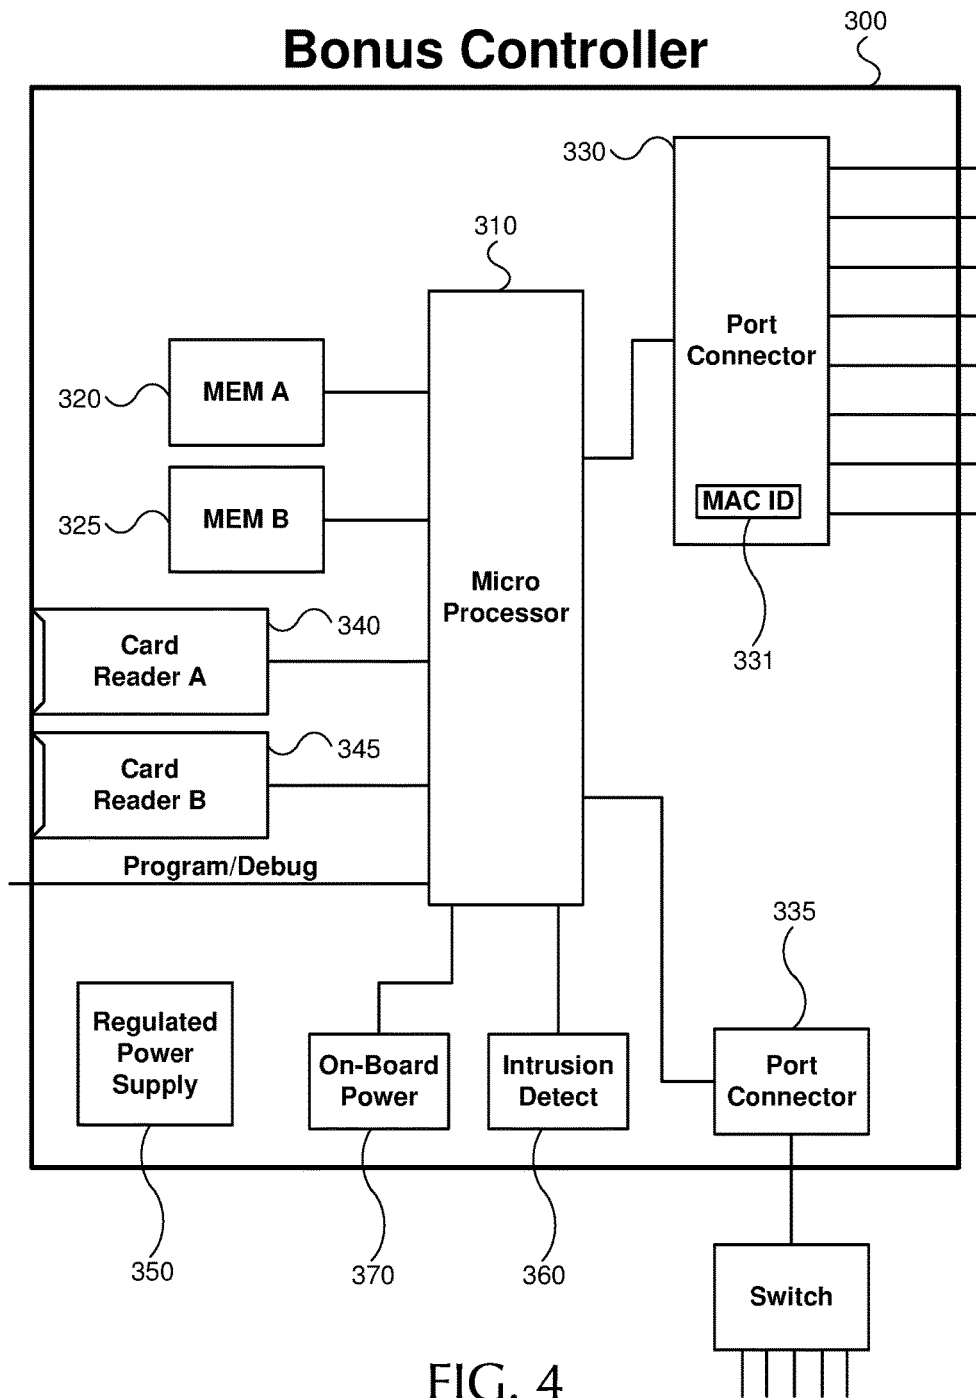 Bonus Controller
300
330
310
Port
Connector
MEM A
320
MEM B
325
MAC ID
331
Micro
Processor
Card
Reader A
340
Card
Reader B
345
Program/Debug
335
Regulated
Power
Supply
On-Board
Power
Intrusion
Detect
Port
Connector
350
370
360
Switch
FIG. 4